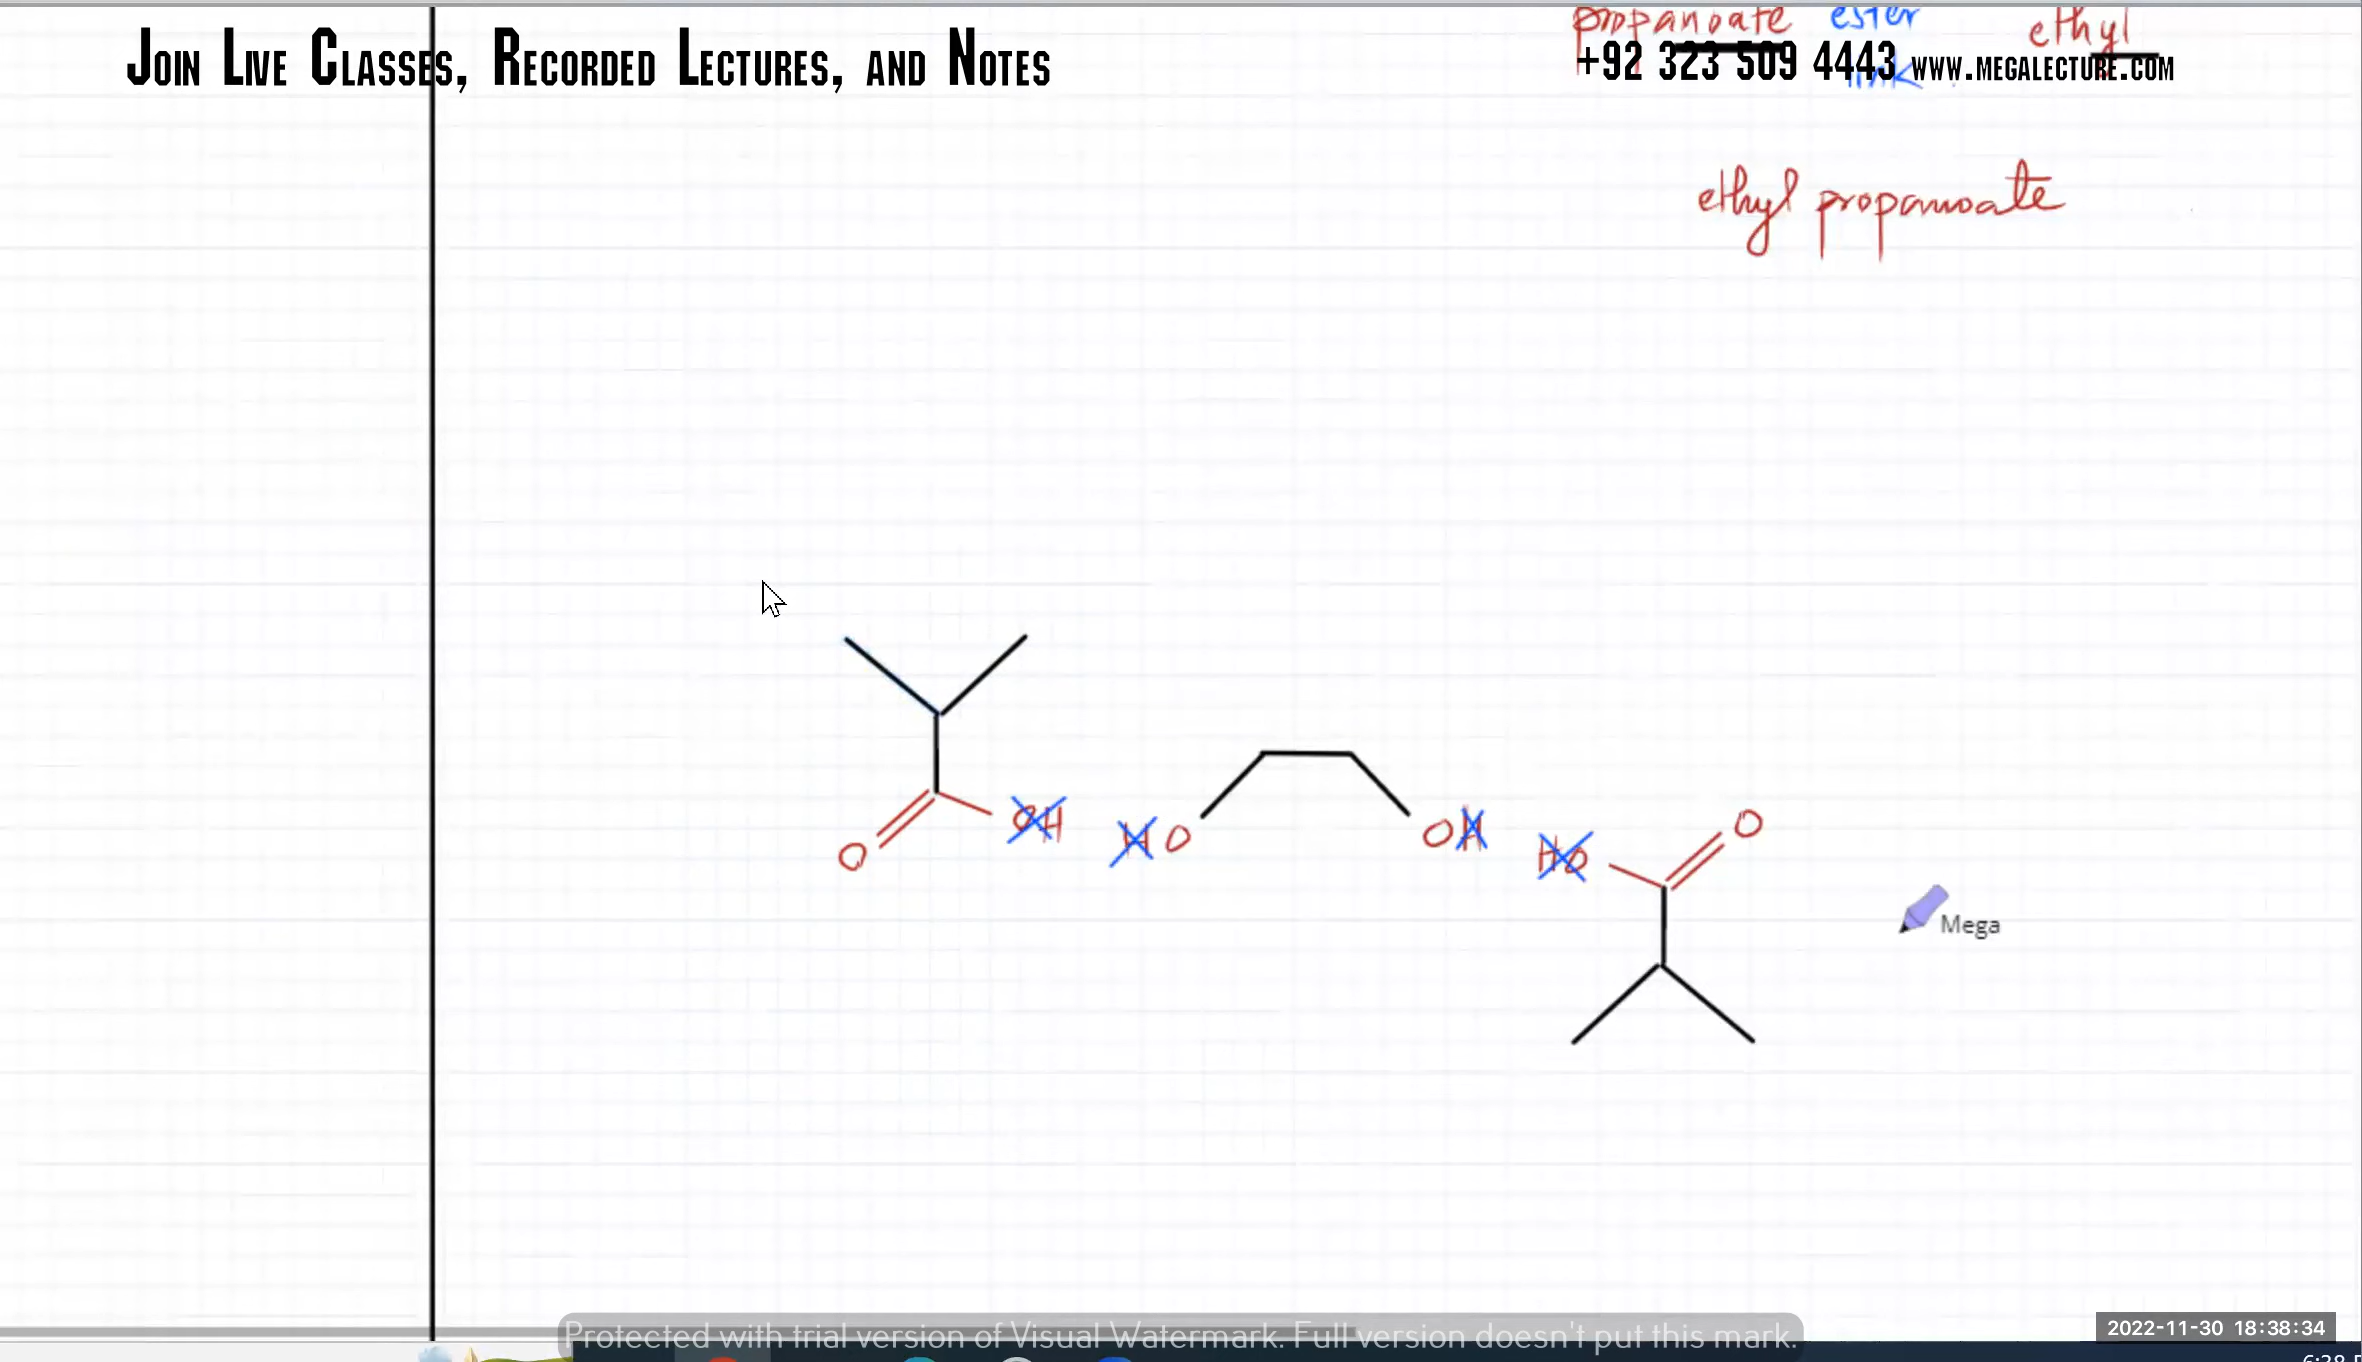 propanoate ester ethyl
JOIN LIVE CLASSES, RECORDED LECTURES, AND NOTES
+92 323 509 4443 WWW.MEGALECTURE.COM
link
ethyl propanoate
O
OH
H O
OH
HO
O
Mega
Protected with trial version of Visual Watermark. Full version doesn't put this mark.
2022-11-30 18:38:34